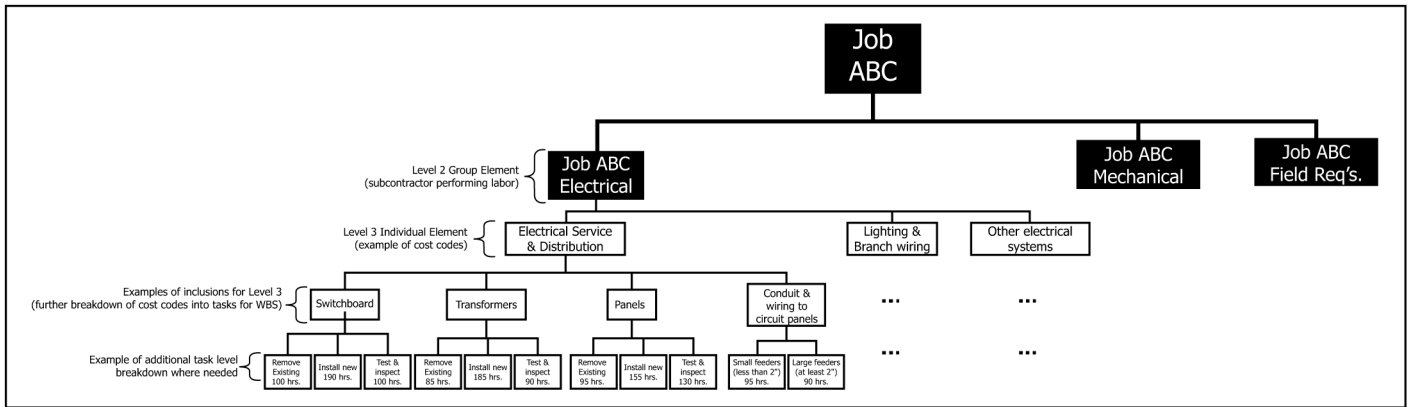 Job
ABC
Job ABC
Electrical
Job ABC
Mechanical
Job ABC
Field Req's.
Level 2 Group Element
(subcontractor performing labor)
Level 3 Individual Element
(example of cost codes)
Electrical Service
& Distribution
Lighting &
Branch wiring
Other electrical
systems
Examples of inclusions for Level 3
(further breakdown of cost codes into tasks for WBS)
Switchboard
Transformers
Panels
Conduit &
wiring to
circuit panels
...
...
Example of additional task level
breakdown where needed
Remove
Existing
100 hrs.
Install new
190 hrs.
Test &
inspect
100 hrs.
Remove
Existing
85 hrs.
Install new
185 hrs.
Test &
inspect
90 hrs.
Remove
Existing
95 hrs.
Install new
155 hrs.
Test &
inspect
130 hrs.
Small feeders
(less than 2")
95 hrs.
Large feeders
(at least 2")
90 hrs.
...
...